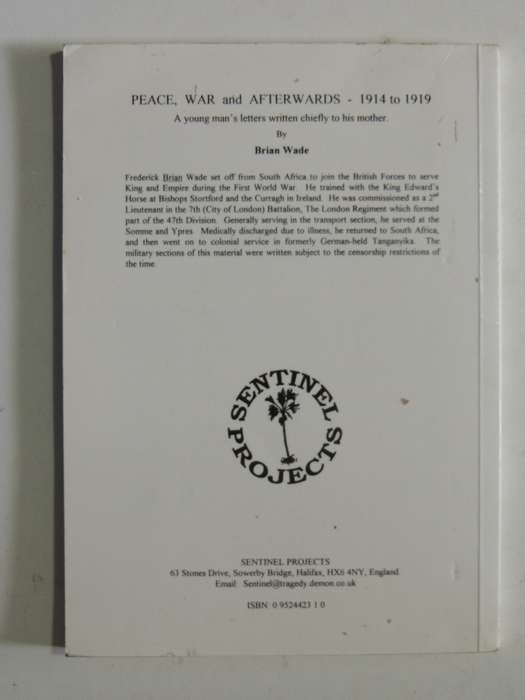 PEACE, WAR and AFTERWARDS - 1914 to 1919
A young man's letters written chiefly to his mother.
By
Brian Wade
Frederick Brian Wade set off from South Africa to join the British Forces to serve
King and Empire during the First World War. He trained with the King Edward's
Horse at Bishops Stortford and the Curragh in Ireland. He was commissioned as a 2nd
Lieutenant in the 7th (City of London) Battalion, The London Regiment which formed
part of the 47th Division. Generally serving in the transport section, he served at the
Somme and Ypres. Medically discharged due to illness, he returned to South Africa,
and then went on to colonial service in formerly German-held Tanganyika. The
military sections of this material were written subject to the censorship restrictions of
the time.
SENTINEL
PROJECTS
SENTINEL PROJECTS
63 Stones Drive, Sowerby Bridge, Halifax, HX6 4NY, England
Email Sentinel@tragedy.demon.co.uk
ISBN 0 9524423 1 0